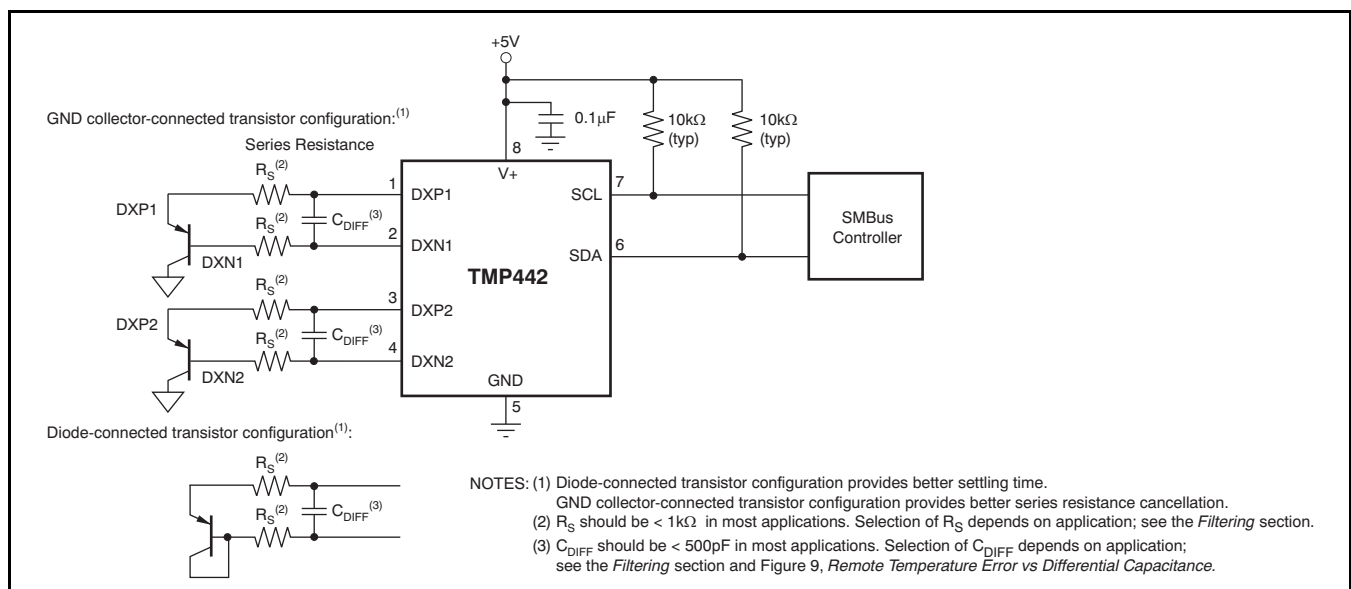 +5V
GND collector-connected transistor configuration:(1)
0.1μF
10kΩ
(typ)
10kΩ
(typ)
Series Resistance
RS(2)
8
V+
1
DXP1
SCL
7
DXP1
CDIFF(3)
SMBus
Controller
RS(2)
2
DXN1
DXN1
6
SDA
TMP442
RS(2)
3
DXP2
DXP2
CDIFF(3)
RS(2)
4
DXN2
DXN2
GND
5
Diode-connected transistor configuration(1):
RS(2)
CDIFF(3)
RS(2)
NOTES: (1) Diode-connected transistor configuration provides better settling time.
GND collector-connected transistor configuration provides better series resistance cancellation.
(2) RS should be < 1kΩ in most applications. Selection of RS depends on application; see the Filtering section.
(3) CDIFF should be < 500pF in most applications. Selection of CDIFF depends on application;
see the Filtering section and Figure 9, Remote Temperature Error vs Differential Capacitance.